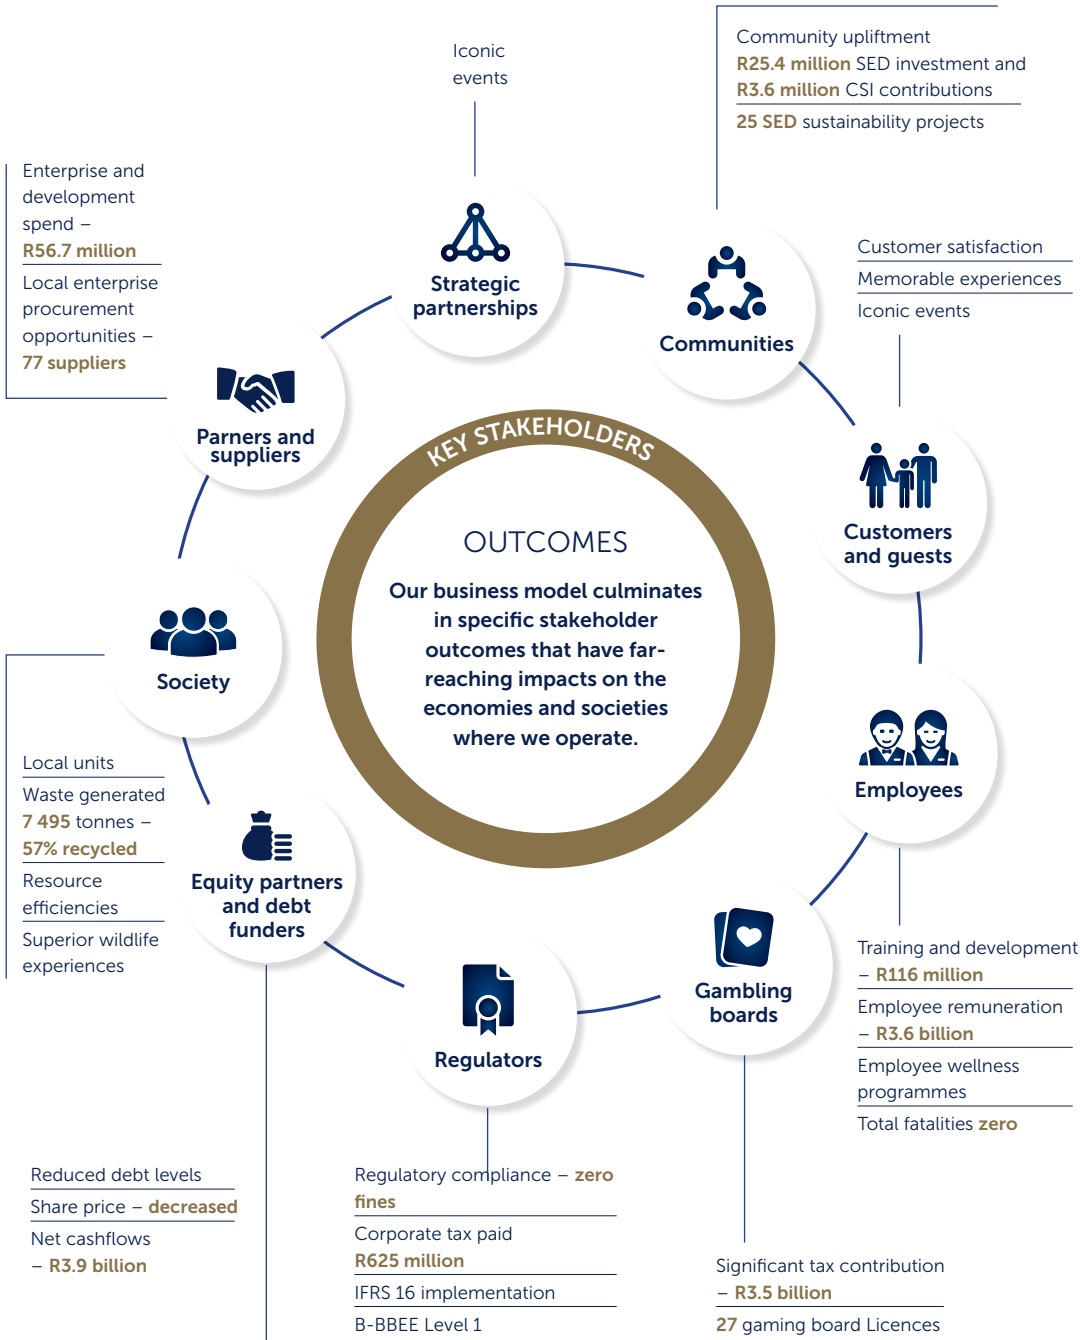 Iconic
events
Community upliftment
R25.4 million SED investment and
R3.6 million CSI contributions
25 SED sustainability projects
Enterprise and
development
spend –
R56.7 million
Local enterprise
procurement
opportunities –
77 suppliers
Strategic
partnerships
Communities
Customer satisfaction
Memorable experiences
Iconic events
Parners and
suppliers
KEY STAKEHOLDERS
Customers
and guests
OUTCOMES
Our business model culminates
in specific stakeholder
outcomes that have far-
reaching impacts on the
economies and societies
where we operate.
Society
Employees
Local units
Waste generated
7 495 tonnes –
57% recycled
Resource
efficiencies
Superior wildlife
experiences
Equity partners
and debt
funders
Regulators
Gambling
boards
Training and development
– R116 million
Employee remuneration
– R3.6 billion
Employee wellness
programmes
Total fatalities zero
Reduced debt levels
Share price – decreased
Net cashflows
– R3.9 billion
Regulatory compliance – zero
fines
Corporate tax paid
R625 million
IFRS 16 implementation
B-BBEE Level 1
Significant tax contribution
– R3.5 billion
27 gaming board Licences